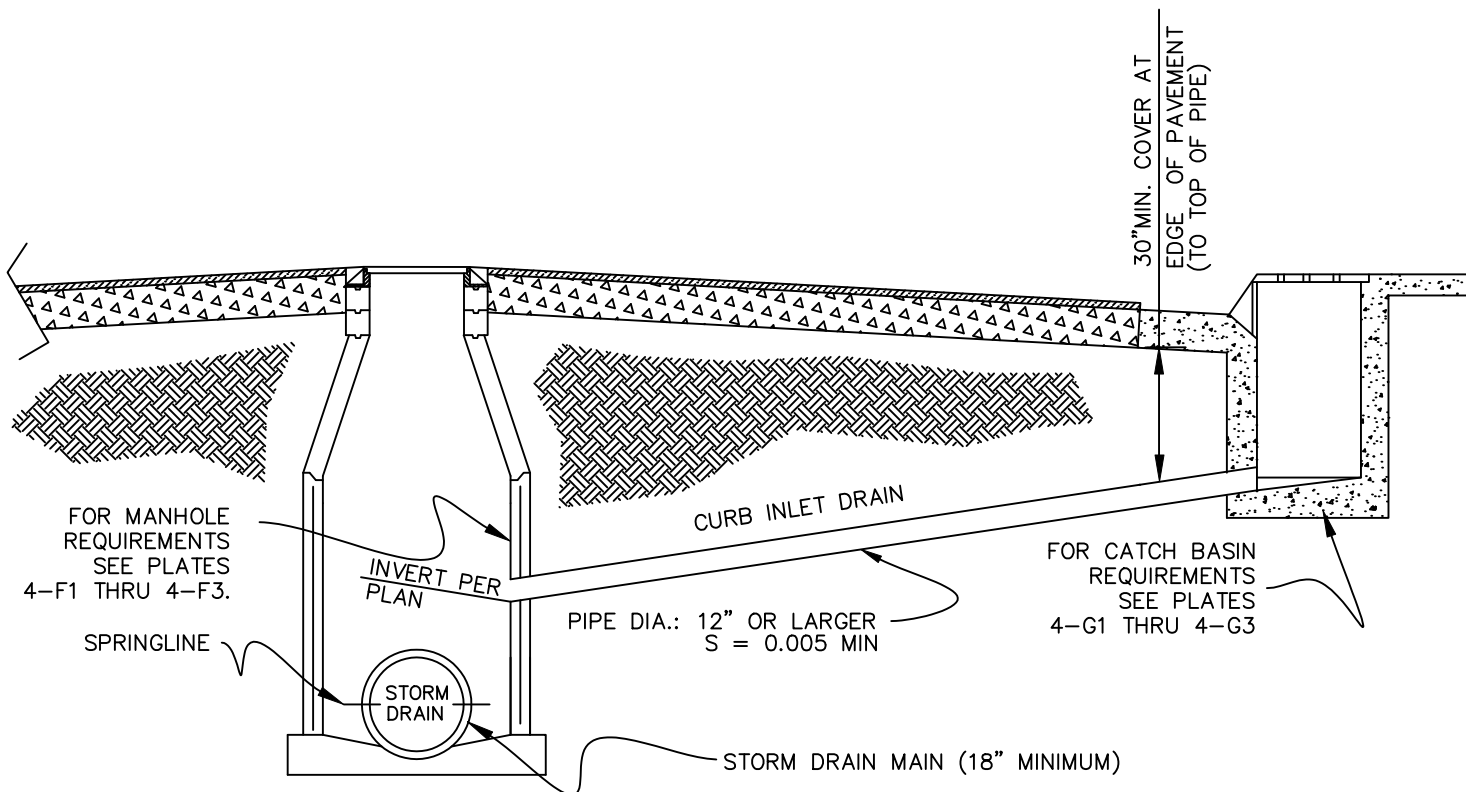 30”MIN. COVER AT
EDGE OF PAVEMENT
(TO TOP OF PIPE)
FOR MANHOLE
REQUIREMENTS
SEE PLATES
4-F1 THRU 4-F3.
INVERT PER
PLAN
CURB INLET DRAIN
PIPE DIA.: 12” OR LARGER
S = 0.005 MIN
FOR CATCH BASIN
REQUIREMENTS
SEE PLATES
4-G1 THRU 4-G3
SPRINGLINE
STORM
DRAIN
STORM DRAIN MAIN (18” MINIMUM)